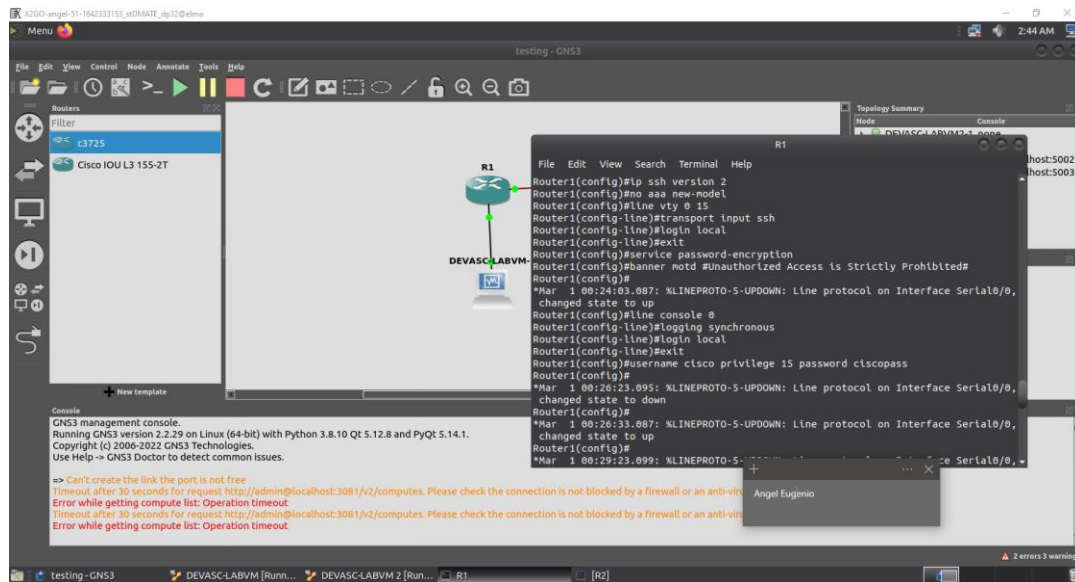 X2GO-angel-51-1642333153_stDMATE_dp32@elmo
Menu
2:44 AM
testing - GNS3
File Edit View Control Node Annotate Tools Help
Routers
Filter
c3725
Cisco IOU L3 155-2T
New template
R1
DEVASC-LABVM-
Topology Summary
Node Console
DEVASC-LABVM2-1 none
lhost:5002
lhost:5003
R1
File Edit View Search Terminal Help
Router1(config)#ip ssh version 2
Router1(config)#no aaa new-model
Router1(config)#line vty 0 15
Router1(config-line)#transport input ssh
Router1(config-line)#login local
Router1(config-line)#exit
Router1(config)#service password-encryption
Router1(config)#banner motd #Unauthorized Access is Strictly Prohibited#
Router1(config)#
*Mar 1 00:24:03.087: %LINEPROTO-5-UPDOWN: Line protocol on Interface Serial0/0,
changed state to up
Router1(config)#line console 0
Router1(config-line)#logging synchronous
Router1(config-line)#login local
Router1(config-line)#exit
Router1(config)#username cisco privilege 15 password ciscopass
Router1(config)#
*Mar 1 00:26:23.095: %LINEPROTO-5-UPDOWN: Line protocol on Interface Serial0/0,
changed state to down
Router1(config)#
*Mar 1 00:26:33.087: %LINEPROTO-5-UPDOWN: Line protocol on Interface Serial0/0,
changed state to up
Router1(config)#
*Mar 1 00:29:23.099: %LINEPROTO-5- ce Serial0/0,
Angel Eugenio
Console
GNS3 management console.
Running GNS3 version 2.2.29 on Linux (64-bit) with Python 3.8.10 Qt 5.12.8 and PyQt 5.14.1.
Copyright (c) 2006-2022 GNS3 Technologies.
Use Help -> GNS3 Doctor to detect common issues.
=> Can't create the link the port is not free
Timeout after 30 seconds for request http://admin@localhost:3081/v2/computes. Please check the connection is not blocked by a firewall or an anti-viru
Error while getting compute list: Operation timeout
Timeout after 30 seconds for request http://admin@localhost:3081/v2/computes. Please check the connection is not blocked by a firewall or an anti-viru
Error while getting compute list: Operation timeout
2 errors 3 warnin
testing - GNS3
DEVASC-LABVM [Runn...
DEVASC-LABVM 2 [Run...
R1
[R2]